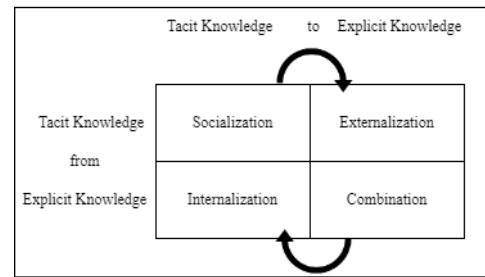 Tacit Knowledge to Explicit Knowledge
Tacit Knowledge Socialization Externalization
from
Explicit Knowledge Internalization Combination